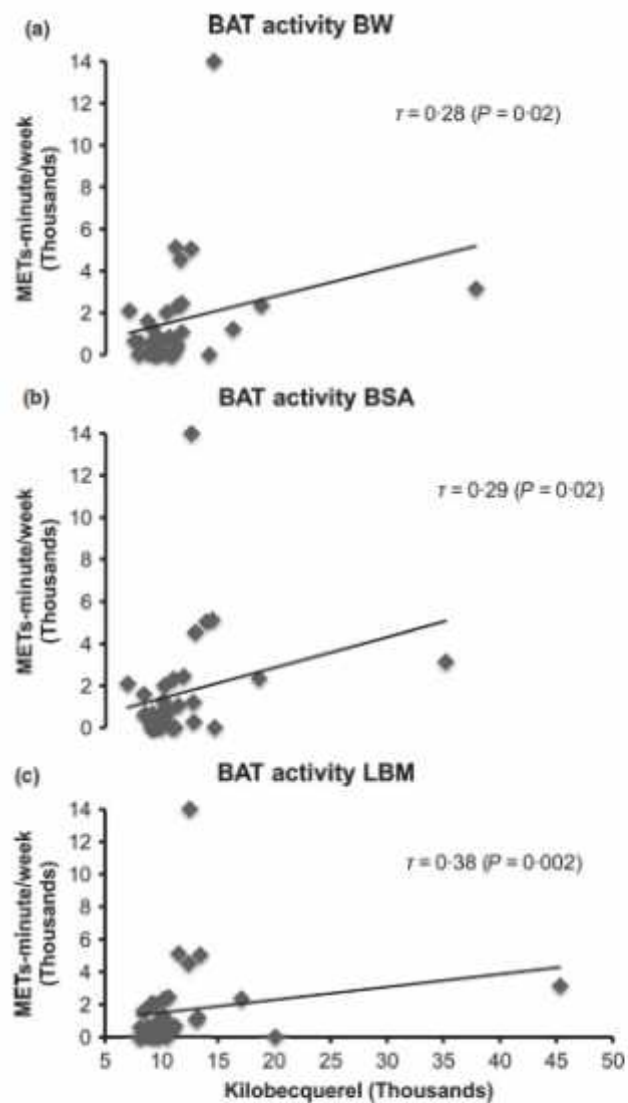 (a) BAT activity BW
14
12
10
8
6
4
2
0
METs-minute/week
(Thousands)
τ = 0·28 (P = 0·02)
(b) BAT activity BSA
14
12
10
8
6
4
2
0
METs-minute/week
(Thousands)
τ = 0·29 (P = 0·02)
(c) BAT activity LBM
14
12
10
8
6
4
2
0
METs-minute/week
(Thousands)
τ = 0·38 (P = 0·002)
5 10 15 20 25 30 35 40 45 50
Kilobecquerel (Thousands)